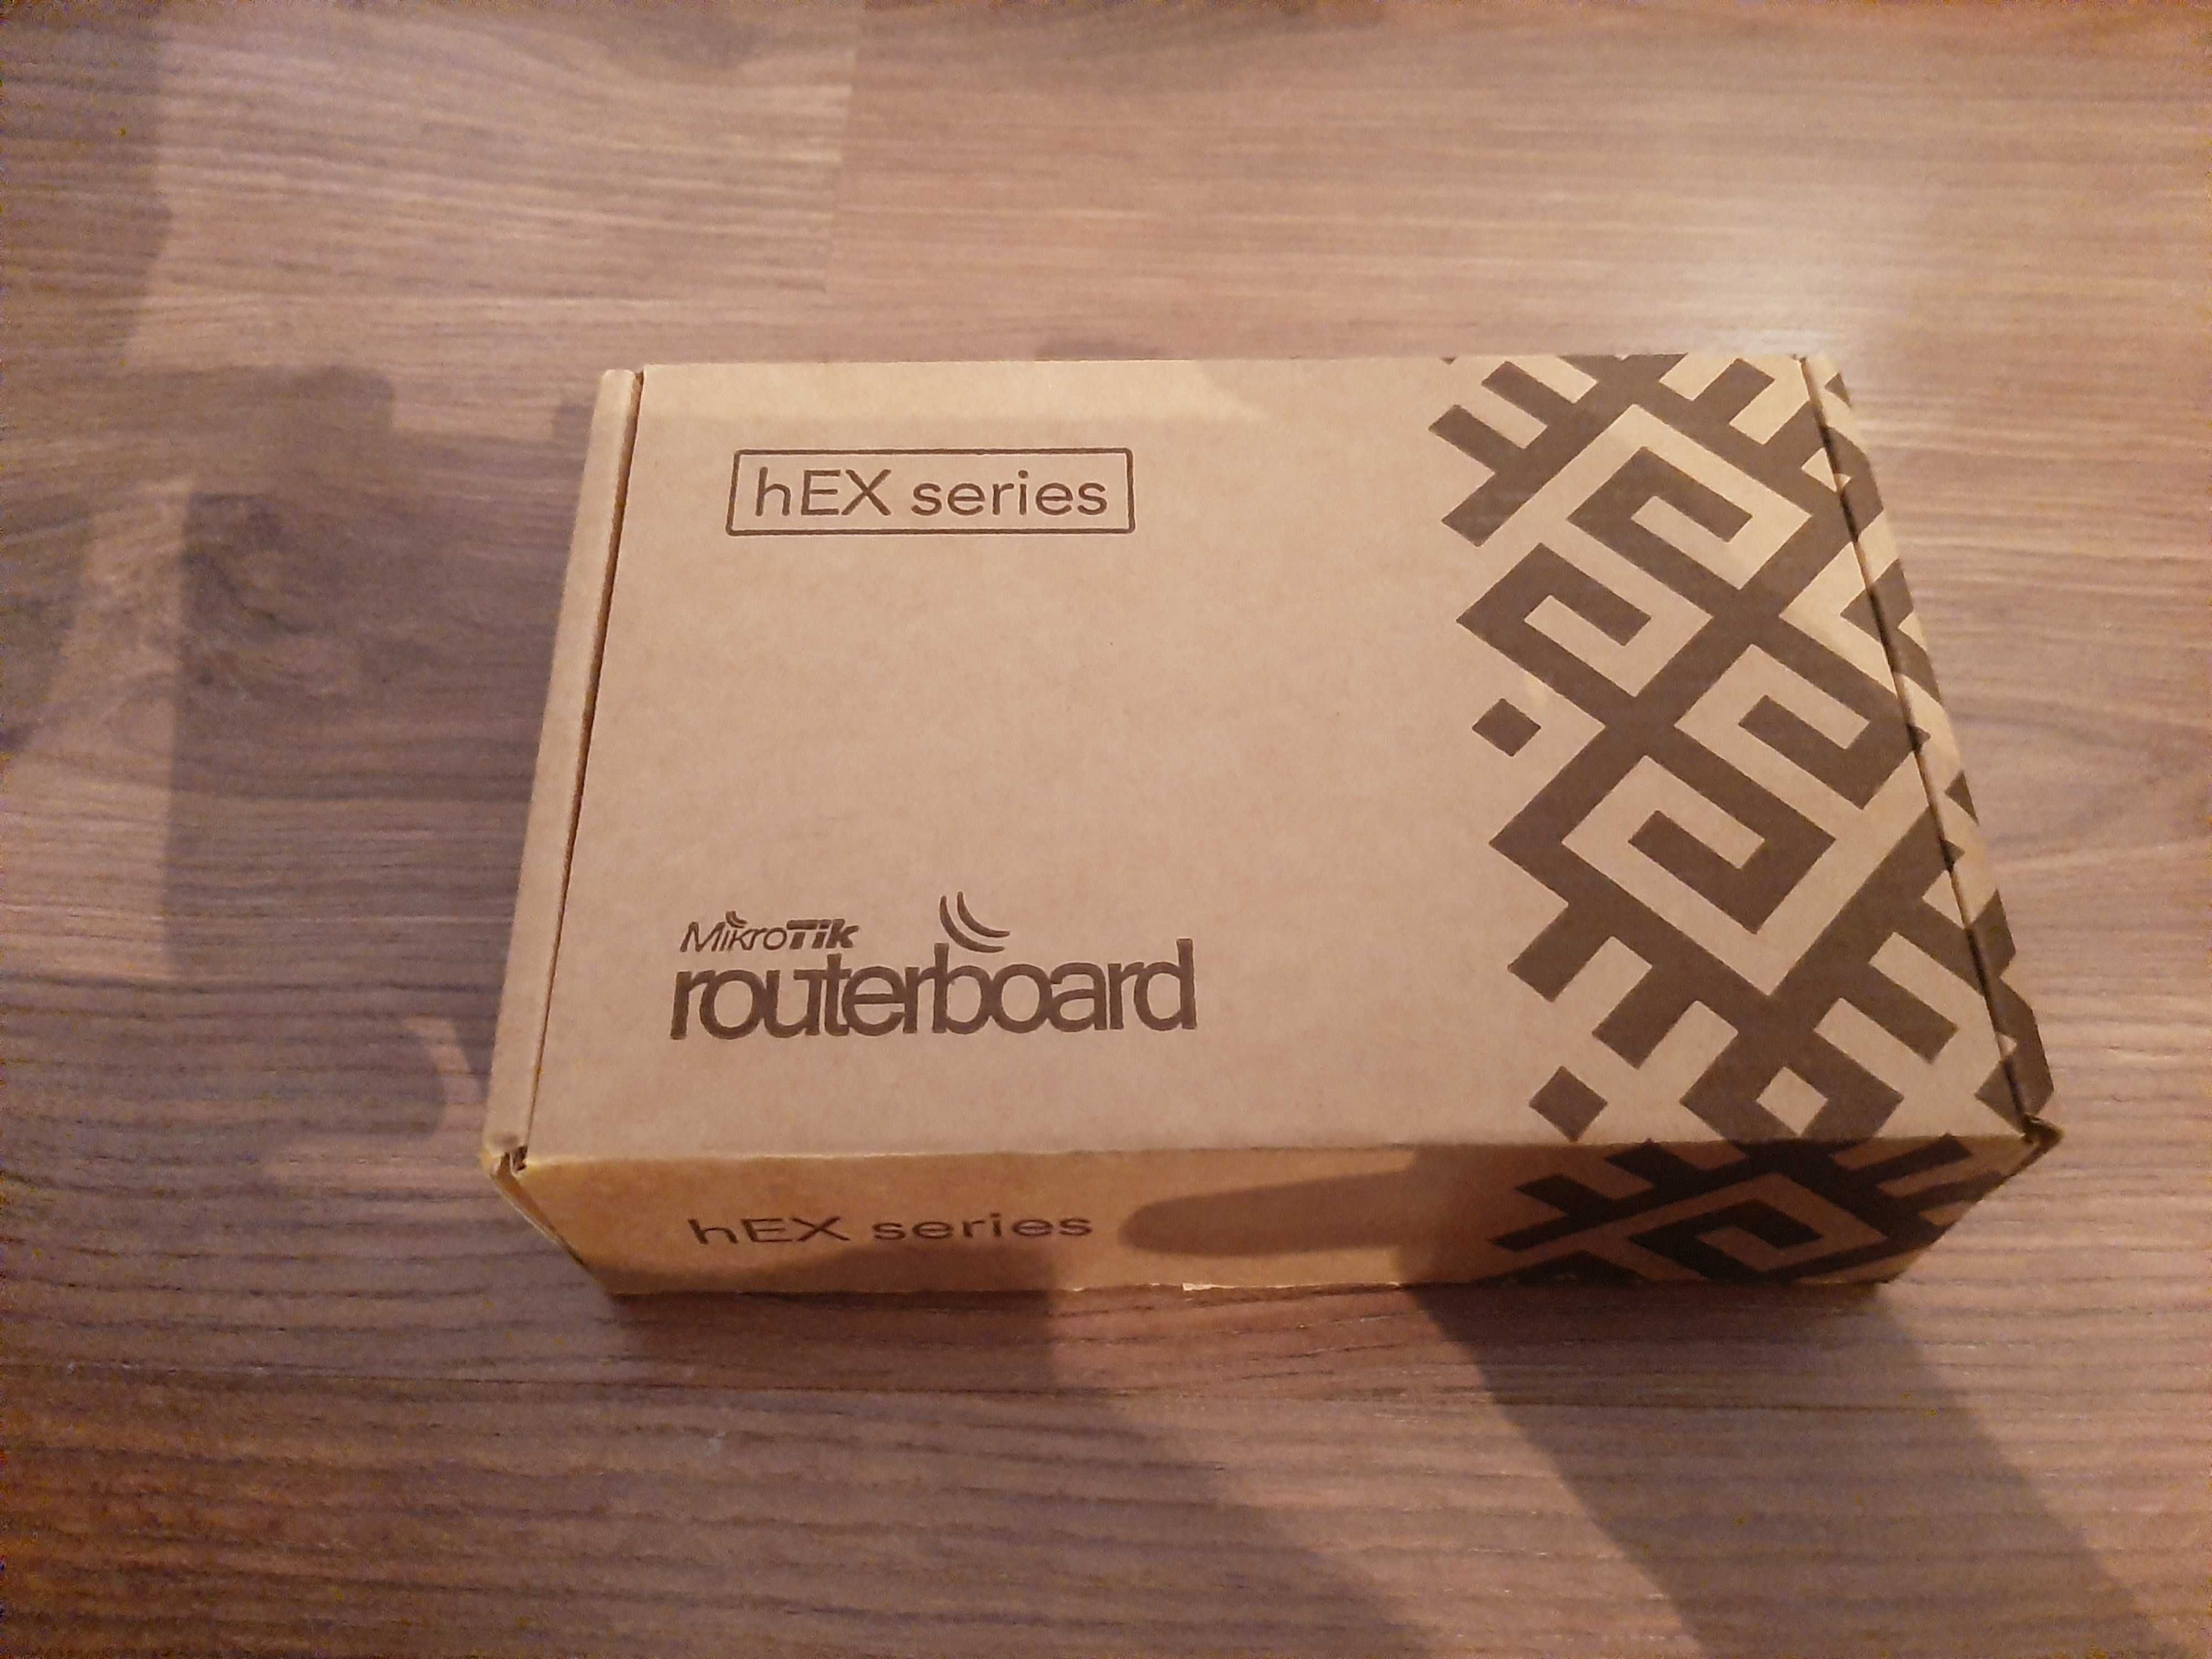 hEX series
MikroTik
routerboard
hEX series